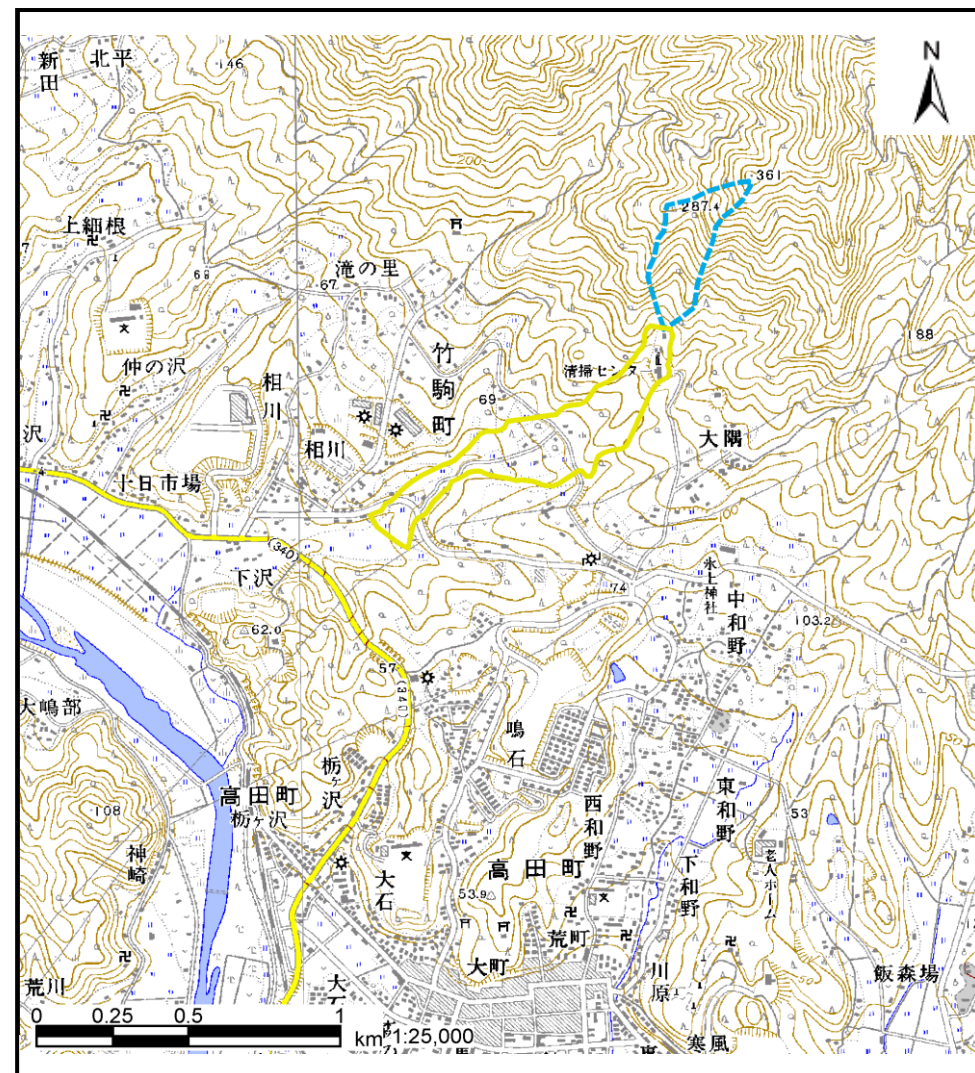 N
北平
新田
146
361
200
287.4
上細根
滝の里
68
67
188
清掃センタ
竹駒町
仲の沢
相川
69
大隅
沢
相川
十日市場
(340)
下沢
氷上神社
74
中和野
62.0
103.2
57
(340)
大嶋部
鳴石
栃ヶ沢
東和野
高田町
栃ヶ沢
西和野
108
53
神崎
老人ホーム
下和野
高田町
大石
53.9
荒町
大町
川原
飯森場
荒川
大石
寒風
0 0.25 0.5 1
km 1:25,000